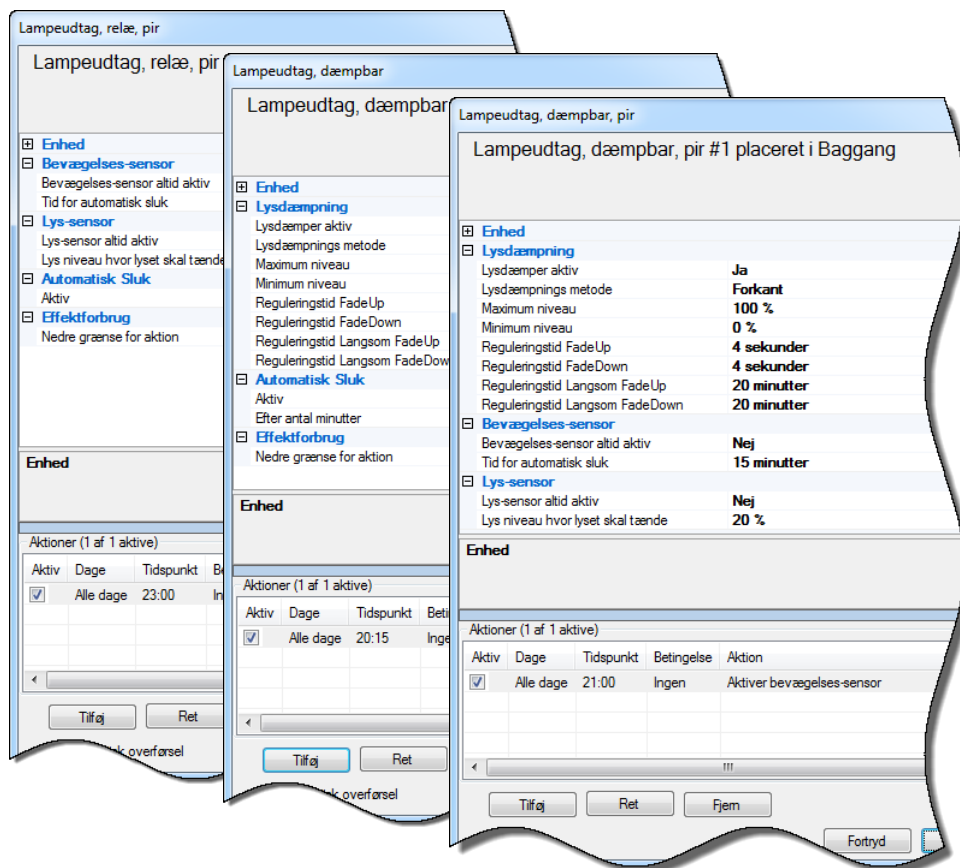 Lampeudtag, relæ, pir
Lampeudtag, relæ, pir
Enhed
Bevægelses-sensor
Bevægelses-sensor altid aktiv
Tid for automatisk sluk
Lys-sensor
Lys-sensor altid aktiv
Lys niveau hvor lyset skal tænde
Automatisk Sluk
Aktiv
Effektforbrug
Nedre grænse for aktion
Enhed
Aktioner (1 af 1 aktive)
Aktiv Dage Tidspunkt
Alle dage 23:00
Tilføj Ret
overførsel
Lampeudtag, dæmpbar
Lampeudtag, dæmpbar
Enhed
Lysdæmpning
Lysdæmper aktiv
Lysdæmpnings metode
Maximum niveau
Minimum niveau
Reguleringstid FadeUp
Reguleringstid FadeDown
Reguleringstid Langsom FadeUp
Reguleringstid Langsom FadeDow
Automatisk Sluk
Aktiv
Efter antal minutter
Effektforbrug
Nedre grænse for aktion
Enhed
Aktioner (1 af 1 aktive)
Aktiv Dage Tidspunkt Beti
Alle dage 20:15 Inge
Tilføj Ret
overførsel
Lampeudtag, dæmpbar, pir
Lampeudtag, dæmpbar, pir #1 placeret i Baggang
Enhed
Lysdæmpning
Lysdæmper aktiv Ja
Lysdæmpnings metode Forkant
Maximum niveau 100 %
Minimum niveau 0 %
Reguleringstid FadeUp 4 sekunder
Reguleringstid FadeDown 4 sekunder
Reguleringstid Langsom FadeUp 20 minutter
Reguleringstid Langsom FadeDown 20 minutter
Bevægelses-sensor
Bevægelses-sensor altid aktiv Nej
Tid for automatisk sluk 15 minutter
Lys-sensor
Lys-sensor altid aktiv Nej
Lys niveau hvor lyset skal tænde 20 %
Enhed
Aktioner (1 af 1 aktive)
Aktiv Dage Tidspunkt Betingelse Aktion
Alle dage 21:00 Ingen Aktiver bevægelses-sensor
Tilføj Ret Fjern
Fortryd